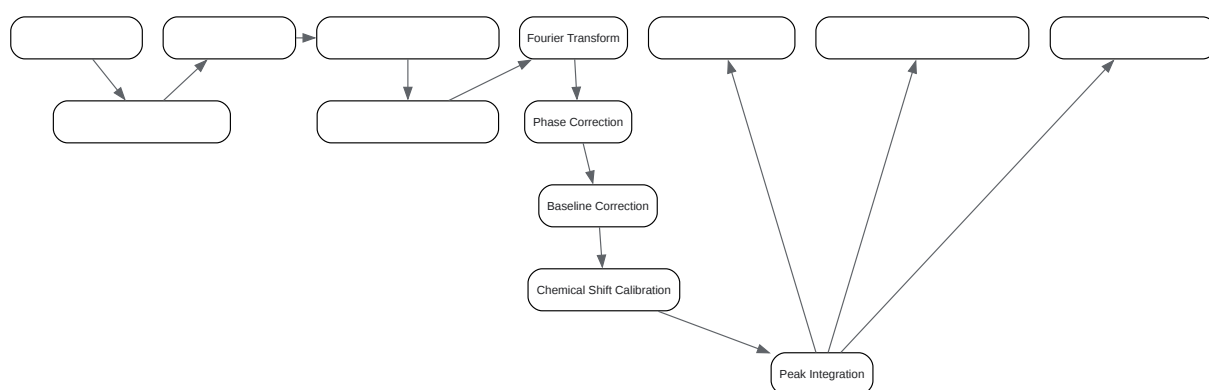 Fourier Transform
Phase Correction
Baseline Correction
Chemical Shift Calibration
Peak Integration